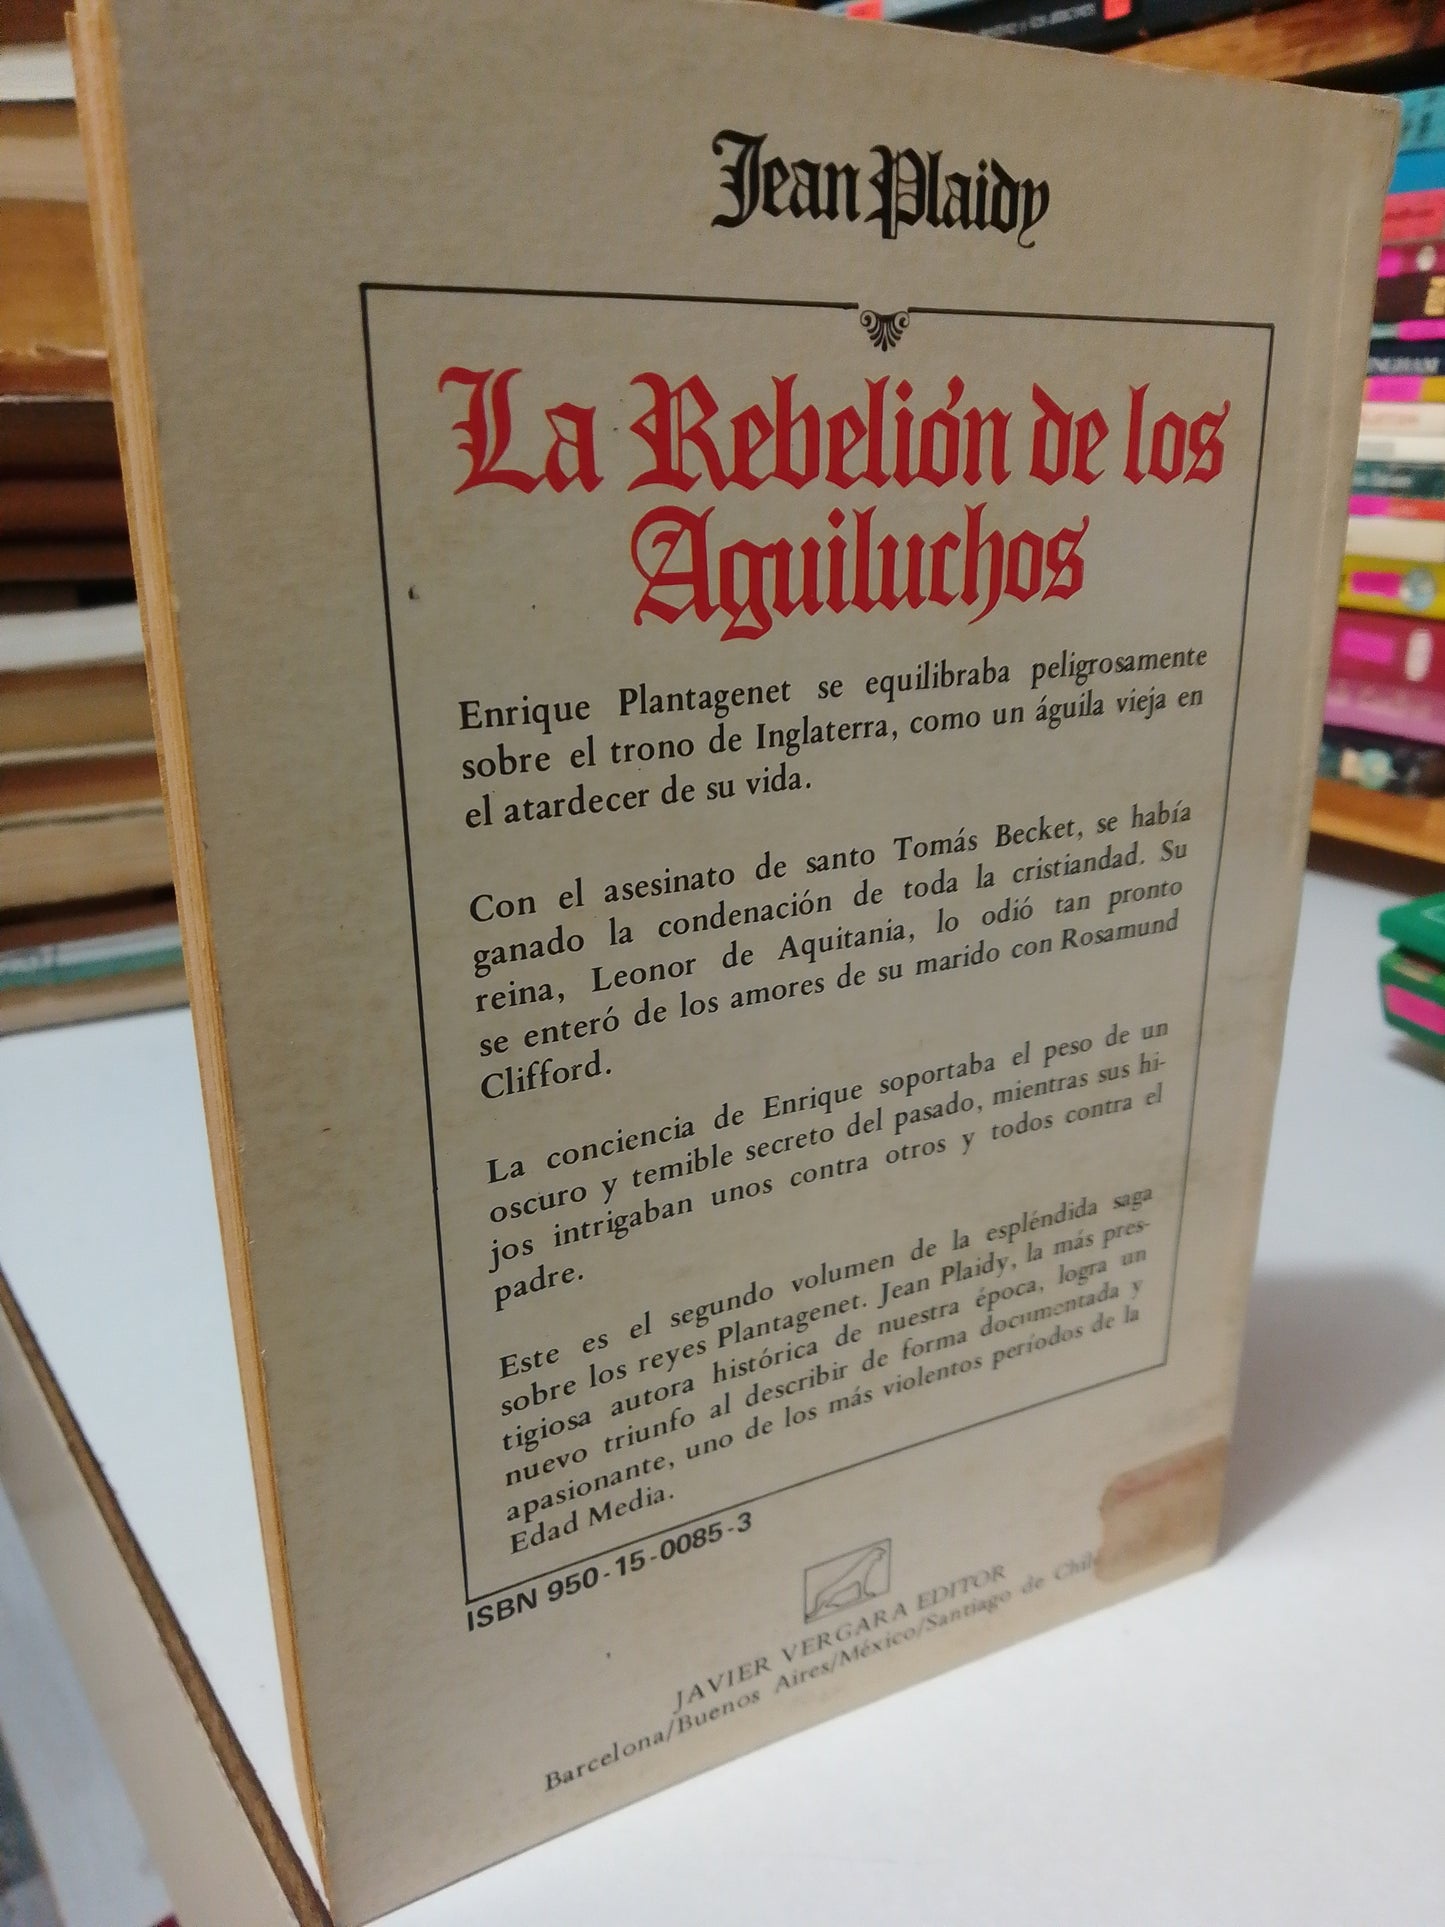 Jean Plaidy
La Rebelión de los
Aguiluchos
Enrique Plantagenet se equilibraba peligrosamente
sobre el trono de Inglaterra, como un águila vieja en
el atardecer de su vida.
Con el asesinato de santo Tomás Becket, se había
ganado la condenación de toda la cristiandad. Su
reina, Leonor de Aquitania, lo odió tan pronto
se enteró de los amores de su marido con Rosamund
Clifford.
La conciencia de Enrique soportaba el peso de un
oscuro y temible secreto del pasado, mientras sus hi-
jos intrigaban unos contra otros y todos contra el
padre.
Este es el segundo volumen de la espléndida saga
sobre los reyes Plantagenet. Jean Plaidy, la más pres-
tigiosa autora histórica de nuestra época, logra un
nuevo triunfo al describir de forma documentada y
apasionante, uno de los más violentos períodos de la
Edad Media.
ISBN 950-15-0085-3
JAVIER VERGARA EDITOR
Barcelona/Buenos Aires/México/Santiago de Chil
NGHAM